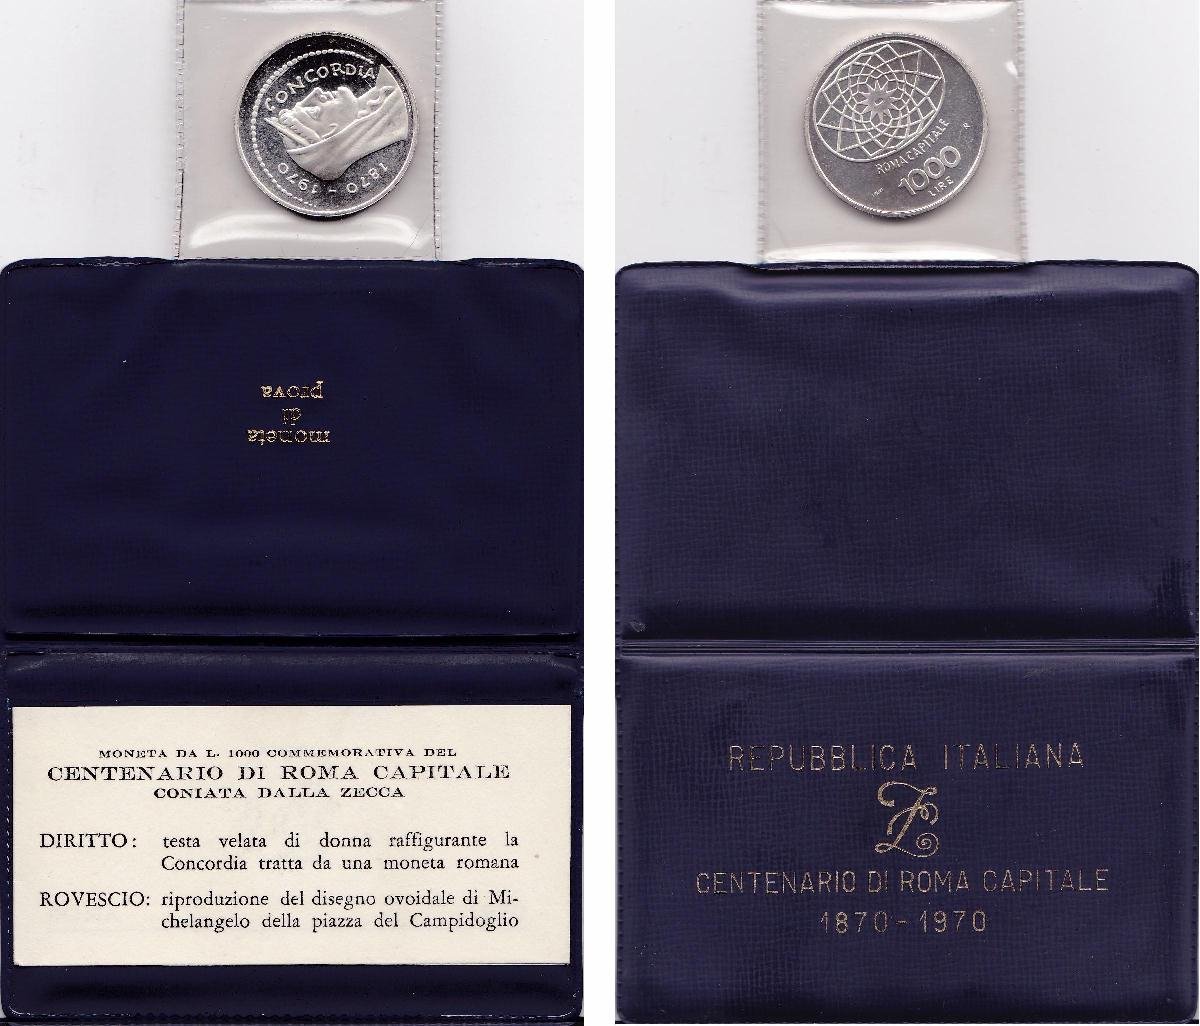 CONCORDIA
1870 - 1970
moneta
di
prova
MONETA DA L. 1000 COMMEMORATIVA DEL
CENTENARIO DI ROMA CAPITALE
CONIATA DALLA ZECCA
DIRITTO: testa velata di donna raffigurante la
Concordia tratta da una moneta romana
ROVESCIO: riproduzione del disegno ovoidale di Mi-
chelangelo della piazza del Campidoglio
ROMA CAPITALE
R
1000
LIRE
REPUBBLICA ITALIANA
Z
CENTENARIO DI ROMA CAPITALE
1870-1970